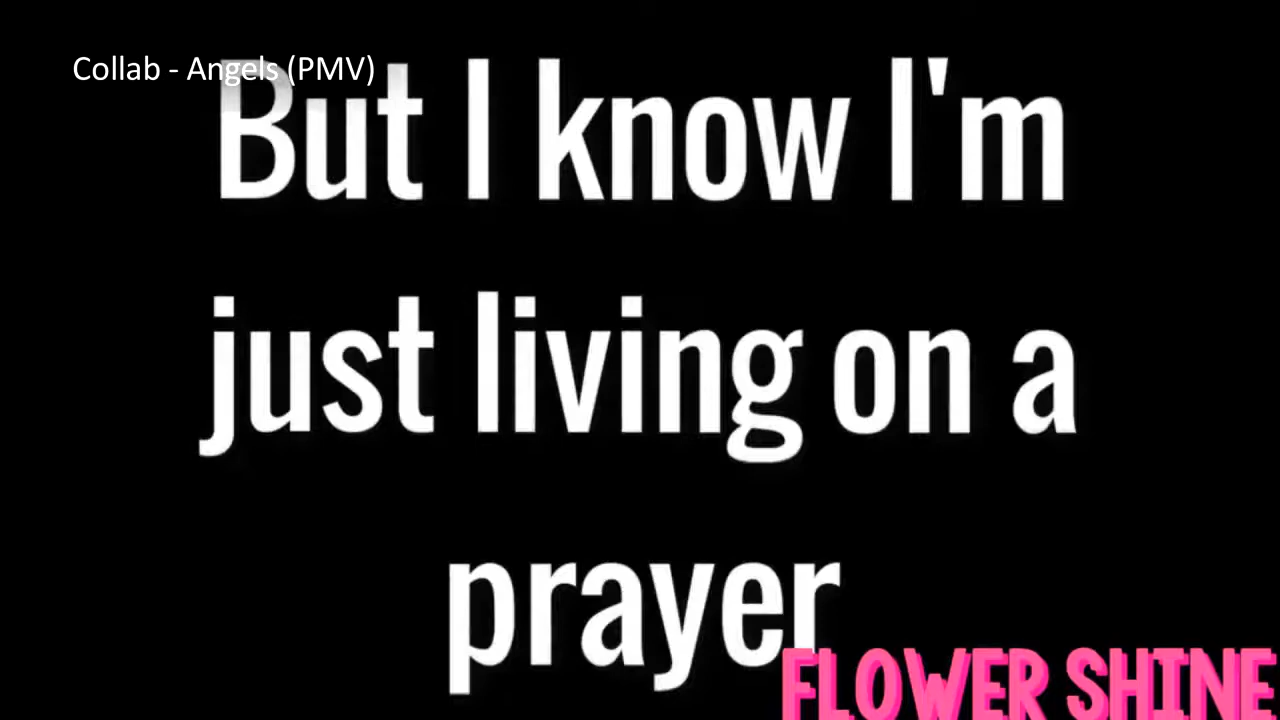 Collab - Angels (PMV)
But I know I'm
just living on a
prayer
FLOWER SHINE